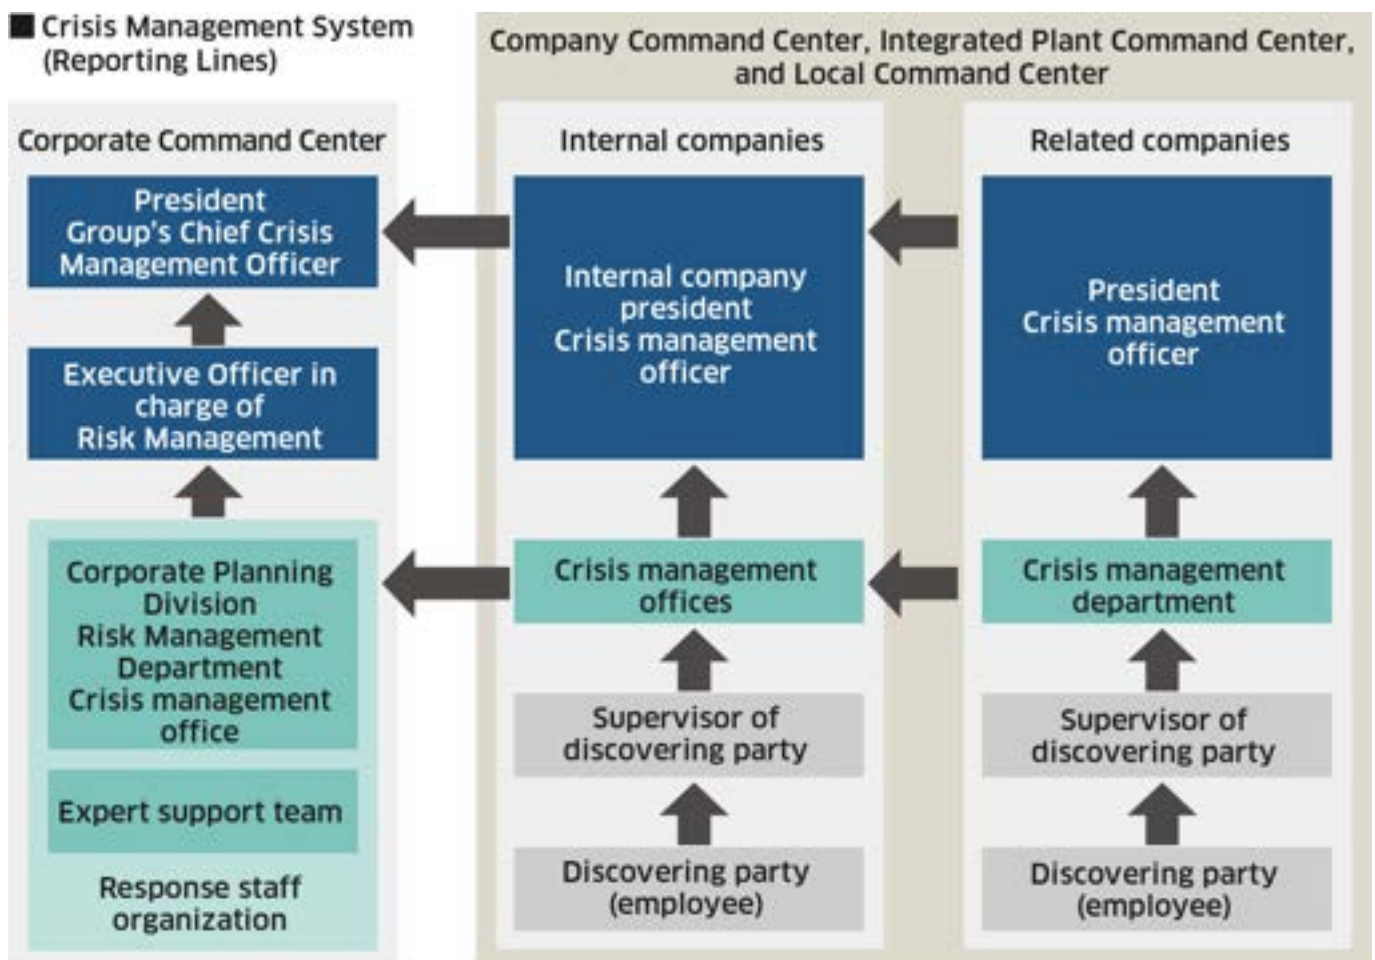 ■ Crisis Management System
(Reporting Lines)
Company Command Center, Integrated Plant Command Center,
and Local Command Center
Corporate Command Center
President
Group's Chief Crisis
Management Officer
Executive Officer in
charge of
Risk Management
Corporate Planning
Division
Risk Management
Department
Crisis management
office
Expert support team
Response staff
organization
Internal companies
Internal company
president
Crisis management
officer
Crisis management
offices
Supervisor of
discovering party
Discovering party
(employee)
Related companies
President
Crisis management
officer
Crisis management
department
Supervisor of
discovering party
Discovering party
(employee)